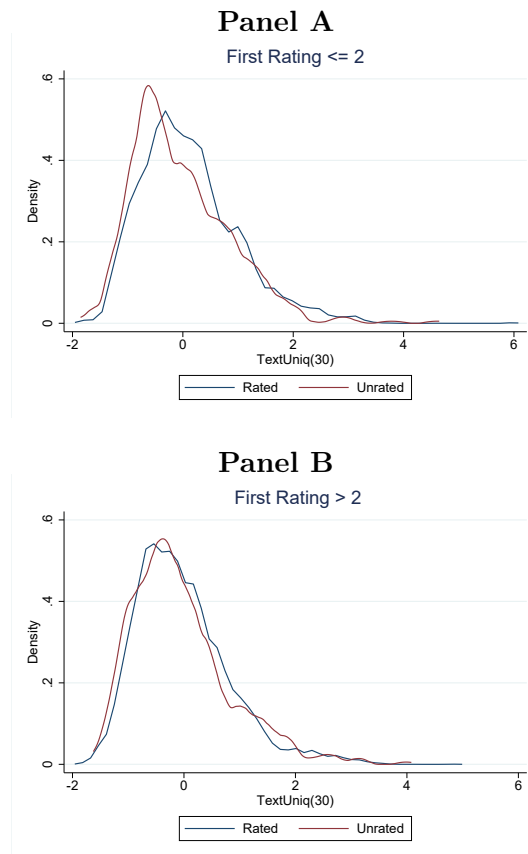 Panel A
First Rating <= 2
Density
.6
.4
.2
0
-2 0 2 4 6
TextUniq(30)
Rated Unrated
Panel B
First Rating > 2
Density
.6
.4
.2
0
-2 0 2 4 6
TextUniq(30)
Rated Unrated